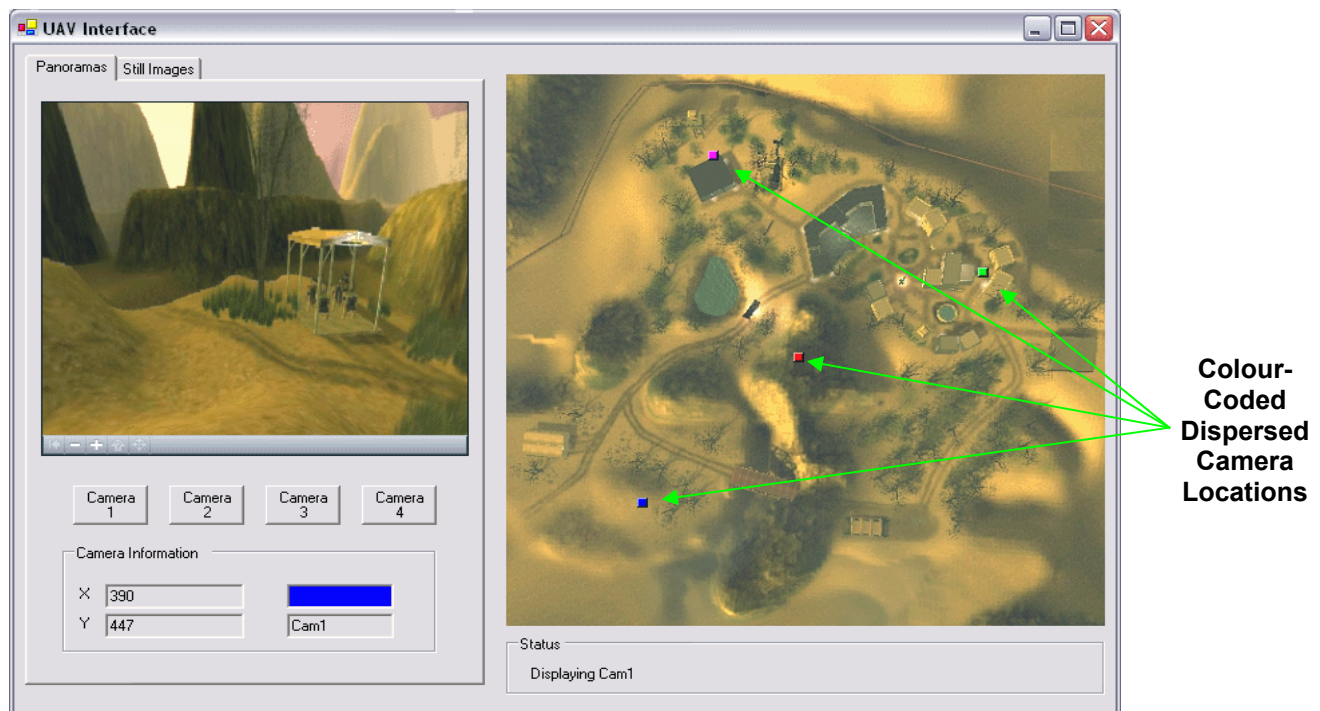 UAV Interface
Panoramas
Still Images
Camera
1
Camera
2
Camera
3
Camera
4
Camera Information
X 390
Y 447
Cam1
Status
Displaying Cam1
Colour-
Coded
Dispersed
Camera
Locations